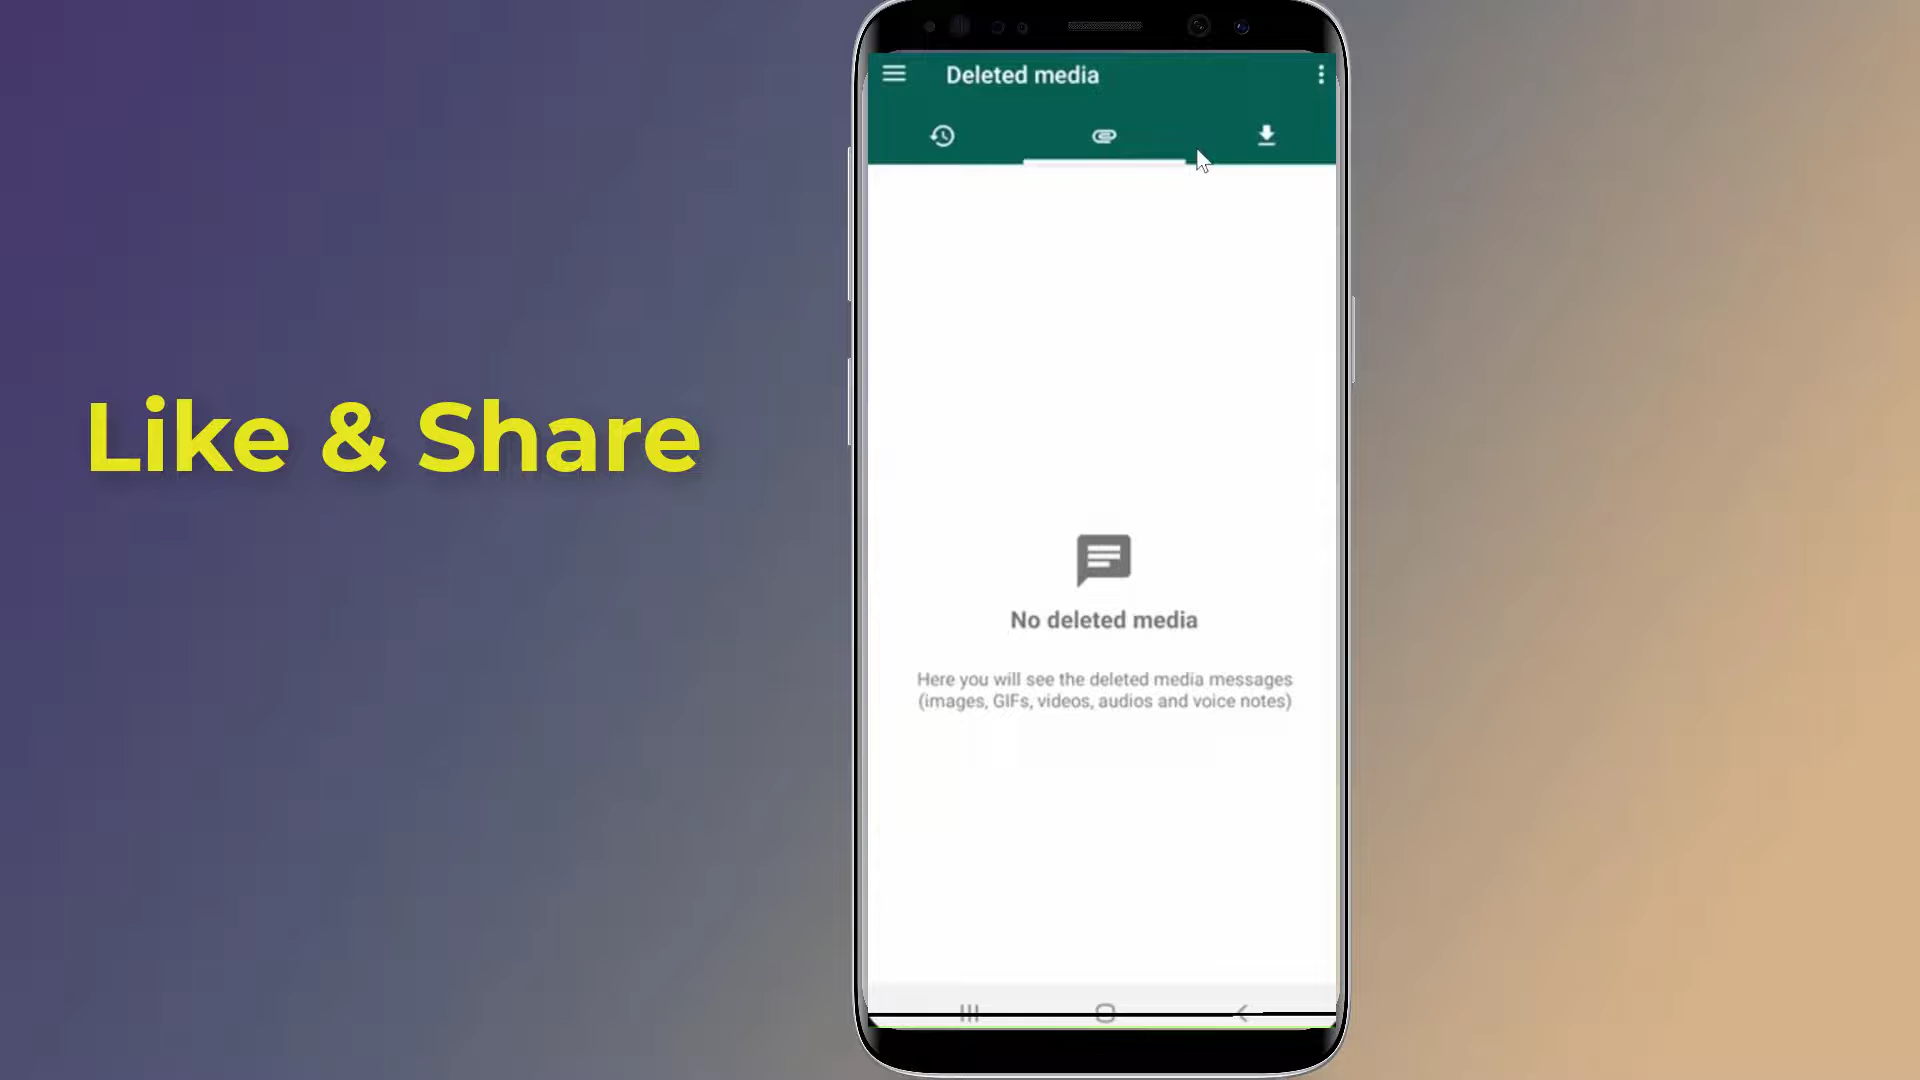 Deleted media
Like & Share
No deleted media
Here you will see the deleted media messages
(images, GIFs, videos, audios and voice notes)